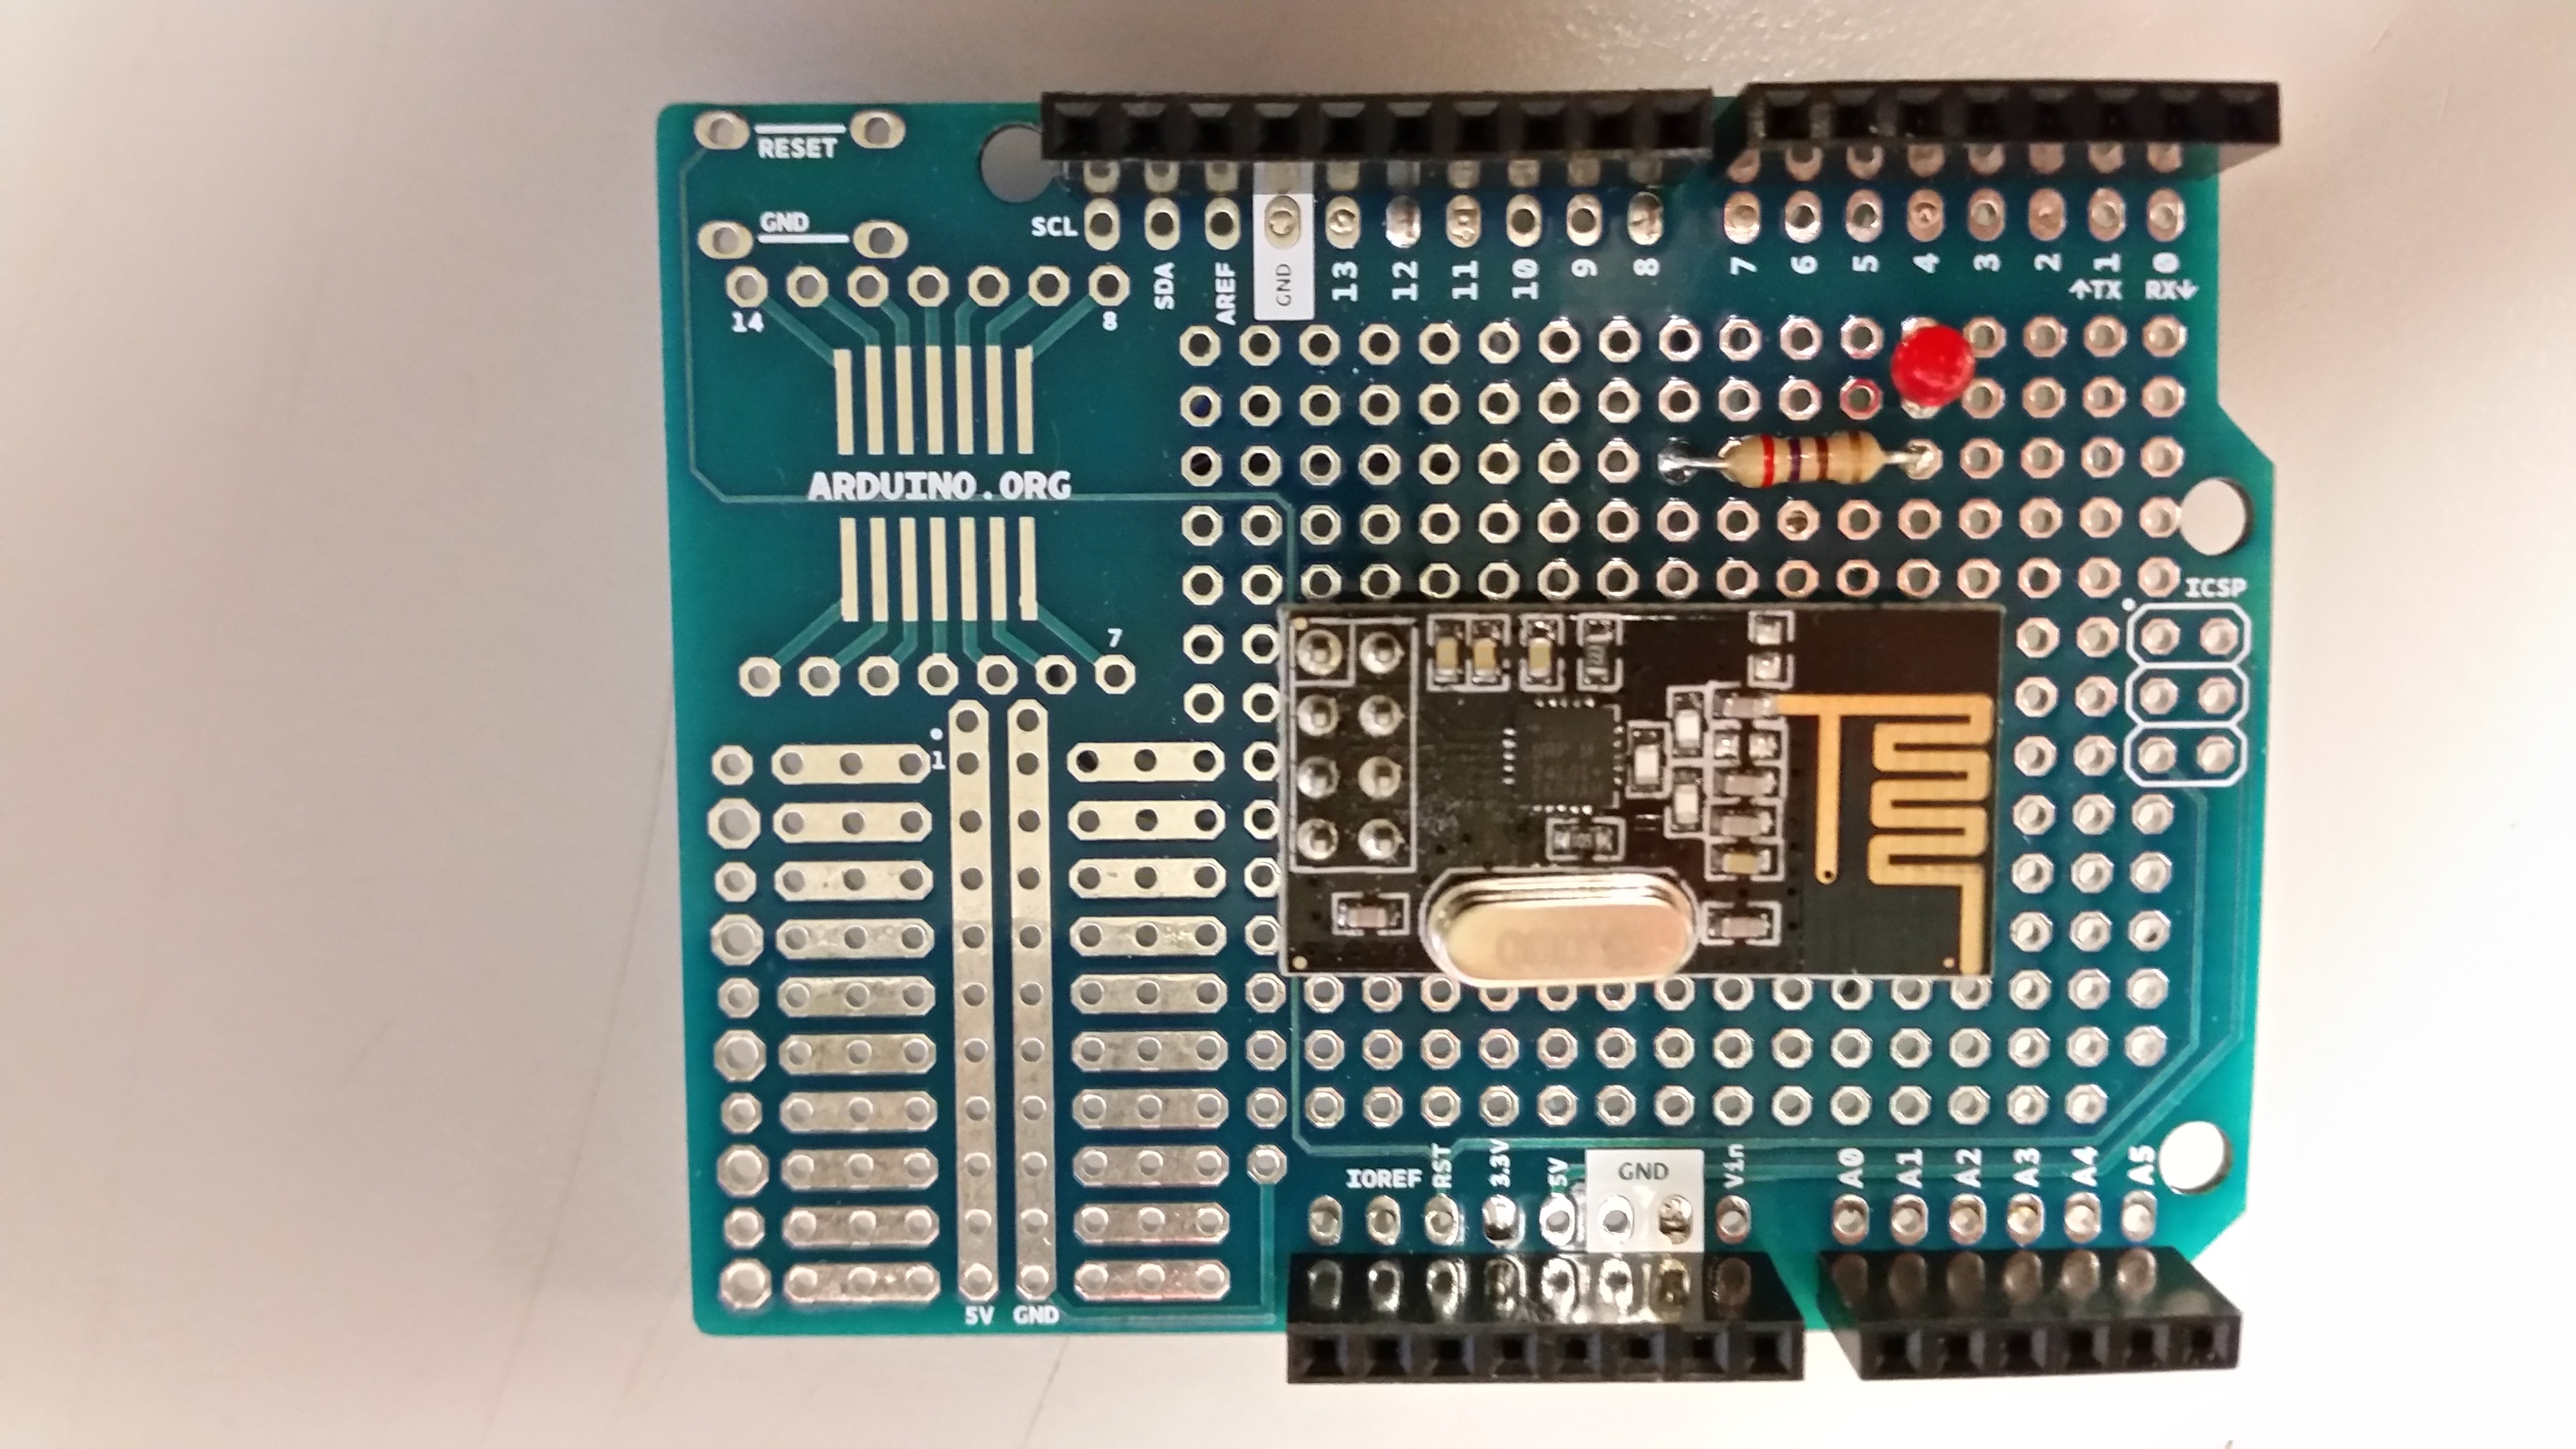 RESET
GND
SCL
SDA
AREF
GND
13
12
11
10
9
8
7
6
5
4
3
2
1
0
↑TX
RX↓
14
8
ARDUINO.ORG
ICSP
7
1
IOREF
RST
3.3V
5V
GND
Vin
A0
A1
A2
A3
A4
A5
5V
GND